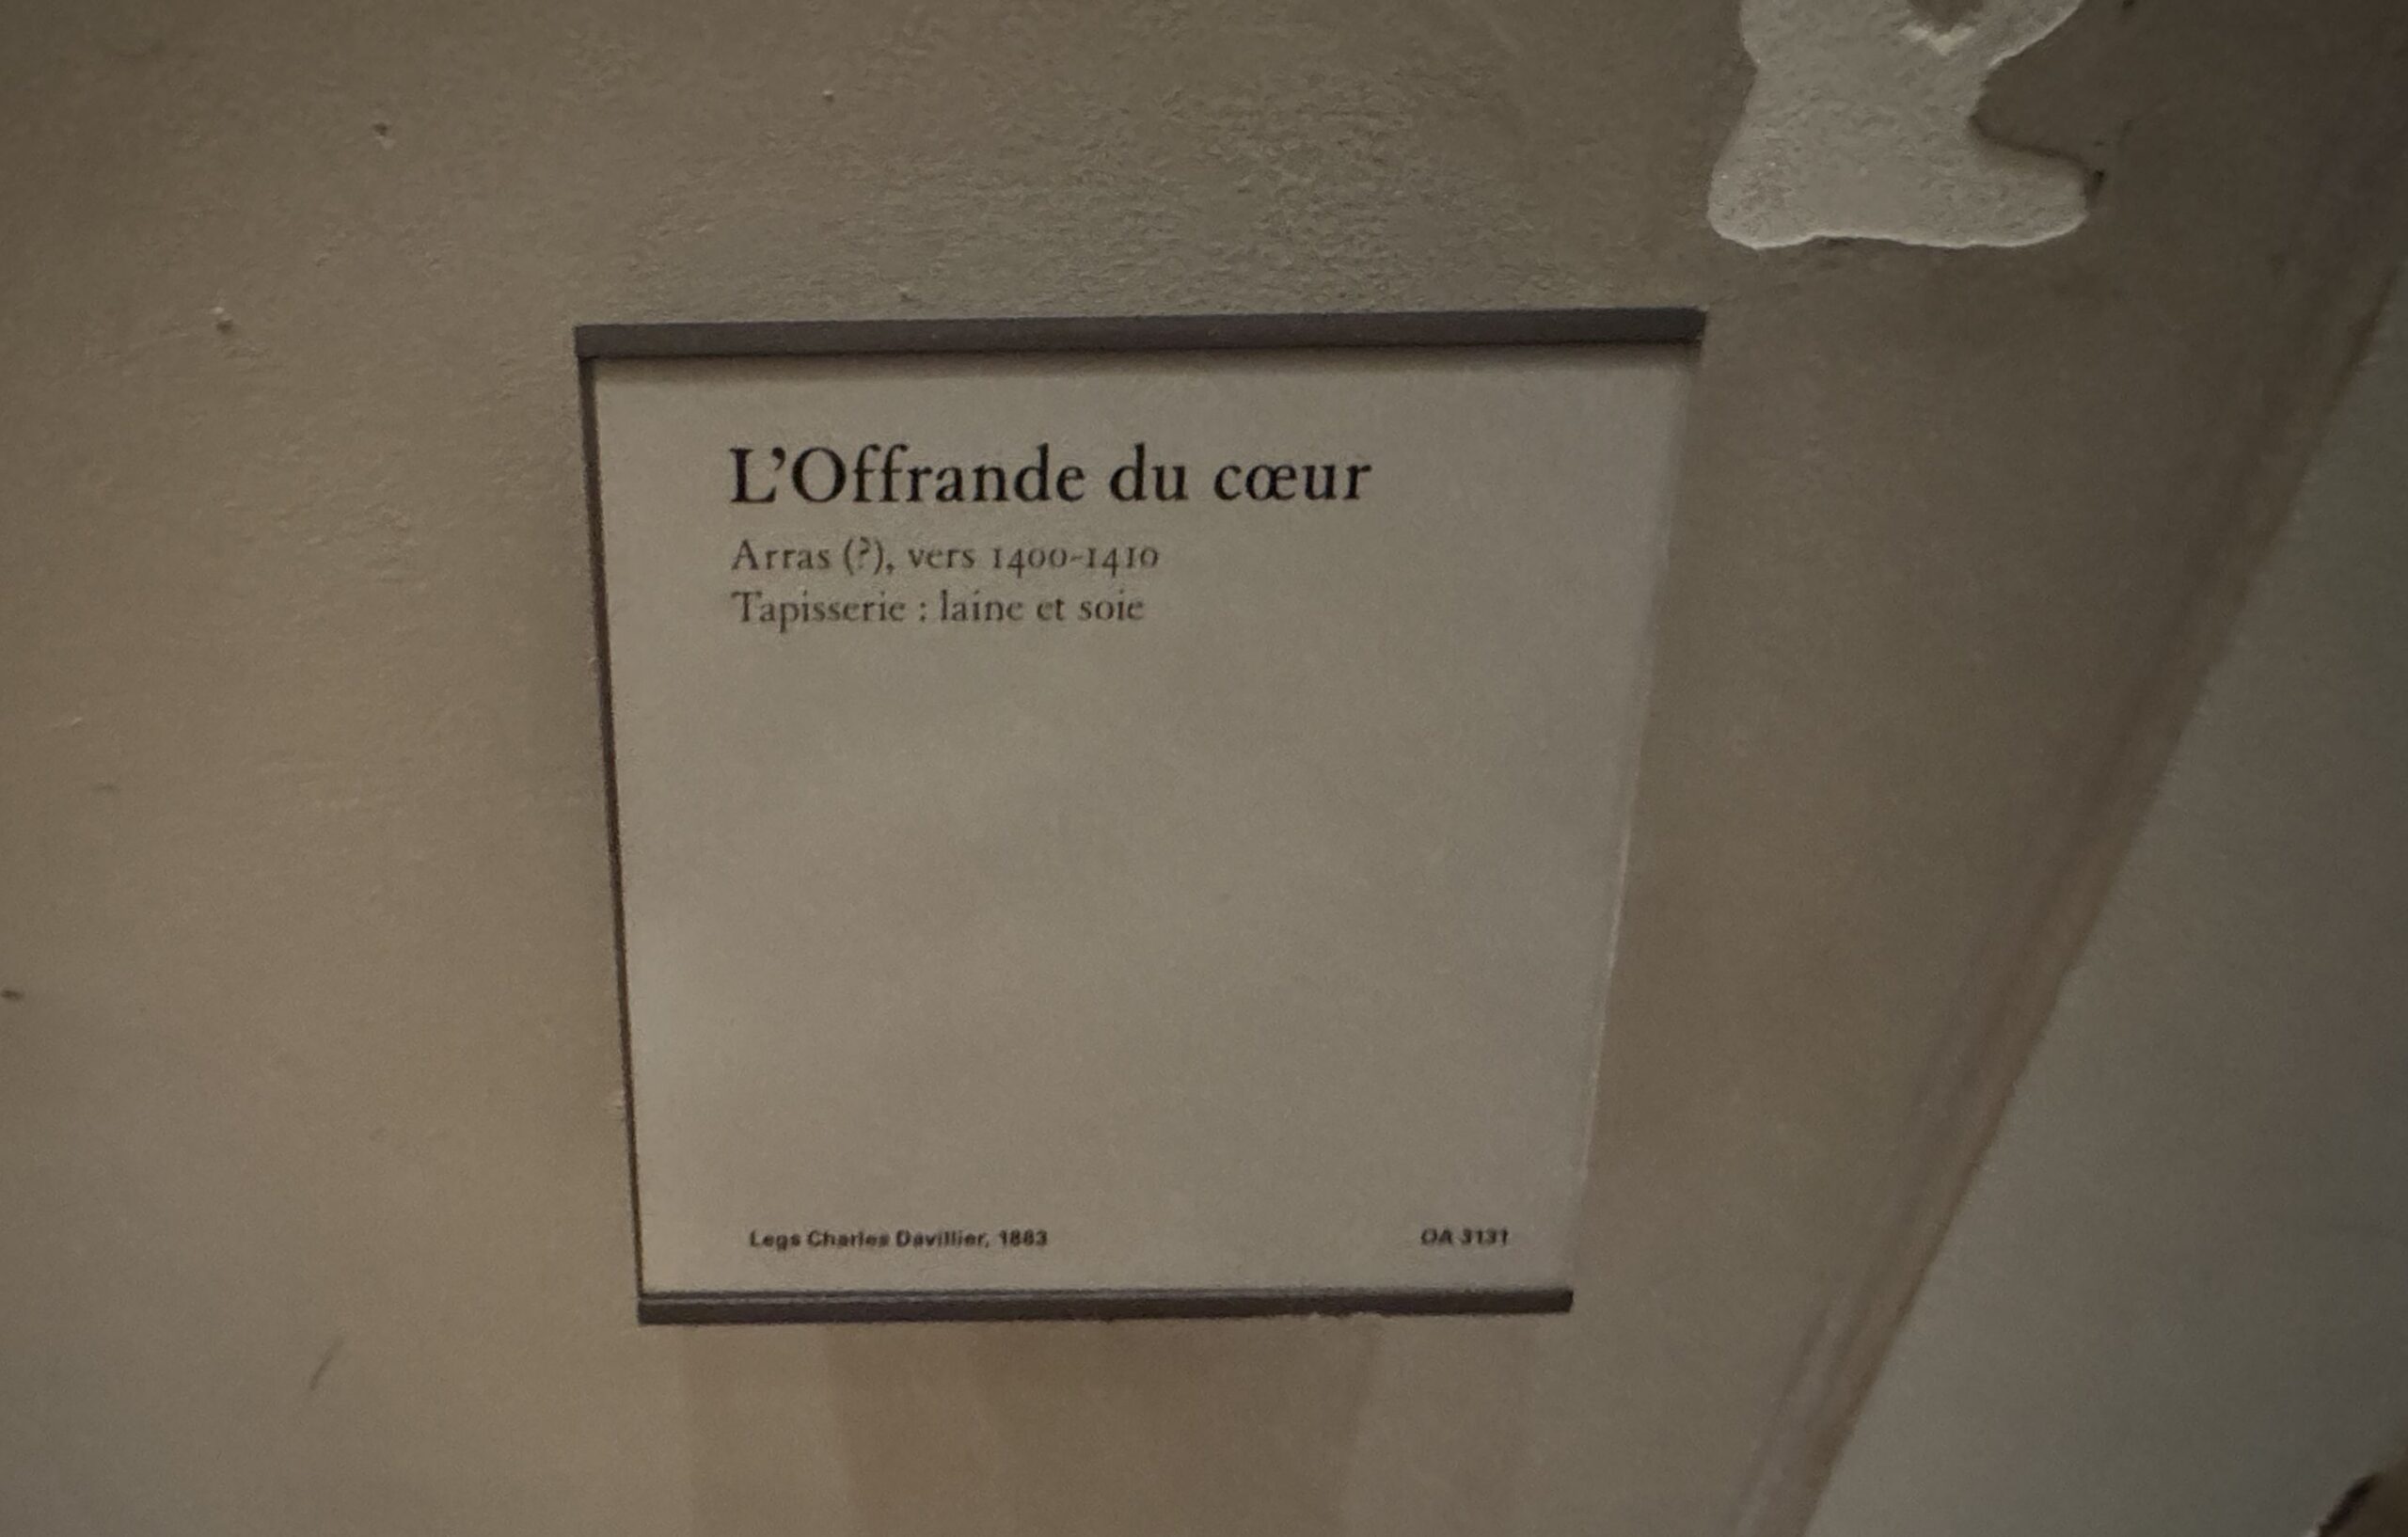 L'Offrande du cœur
Arras (?), vers 1400-1410
Tapisserie : laine et soie
Legs Charles Davillier, 1883
OA 3131